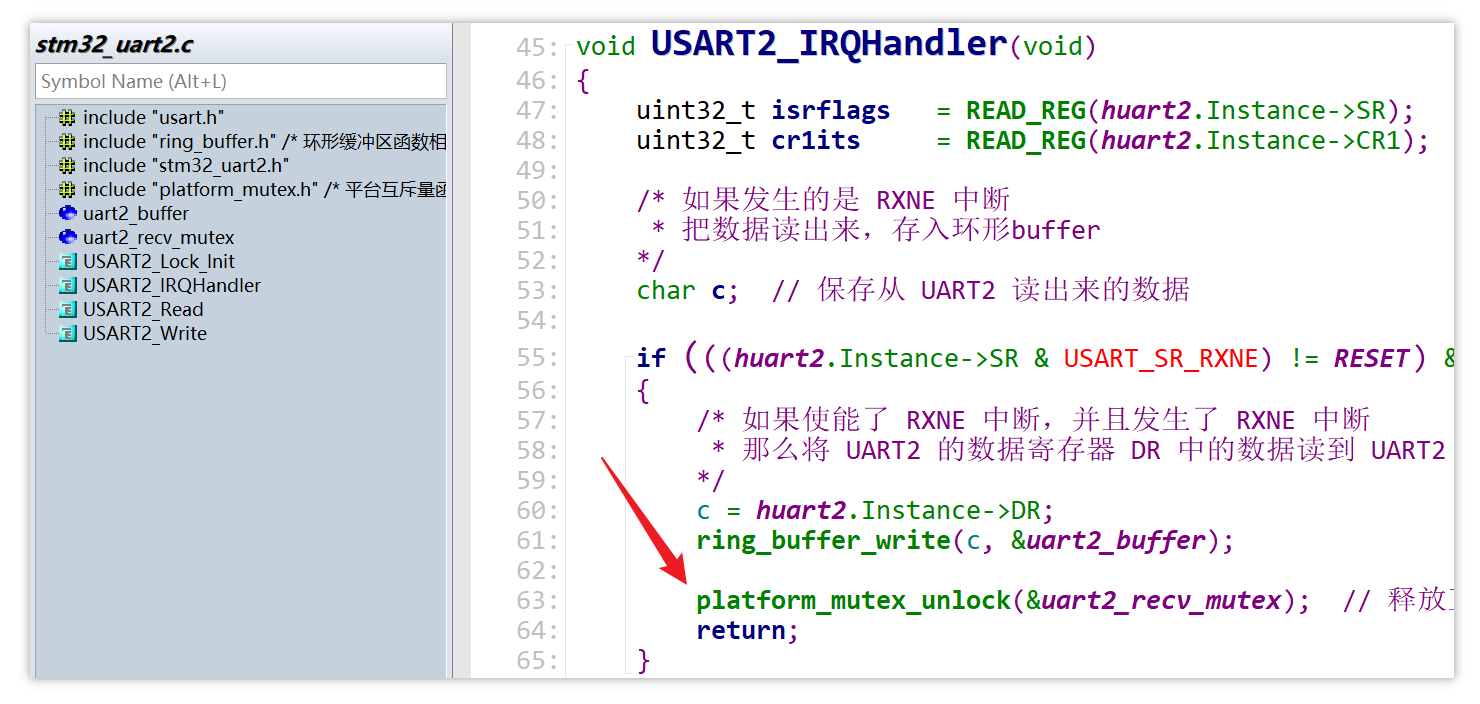 stm32_uart2.c
Symbol Name (Alt+L)
include "usart.h"
include "ring_buffer.h" /* 环形缓冲区函数相
include "stm32_uart2.h"
include "platform_mutex.h" /* 平台互斥量函
uart2_buffer
uart2_recv_mutex
USART2_Lock_Init
USART2_IRQHandler
USART2_Read
USART2_Write
45: void USART2_IRQHandler(void)
46: {
47: uint32_t isrflags = READ_REG(huart2.Instance->SR);
48: uint32_t cr1its = READ_REG(huart2.Instance->CR1);
49:
50: /* 如果发生的是 RXNE 中断
51: * 把数据读出来，存入环形buffer
52: */
53: char c; // 保存从 UART2 读出来的数据
54:
55: if (((huart2.Instance->SR & USART_SR_RXNE) != RESET) &
56: {
57: /* 如果使能了 RXNE 中断，并且发生了 RXNE 中断
58: * 那么将 UART2 的数据寄存器 DR 中的数据读到 UART2
59: */
60: c = huart2.Instance->DR;
61: ring_buffer_write(c, &uart2_buffer);
62:
63: platform_mutex_unlock(&uart2_recv_mutex); // 释放
64: return;
65: }